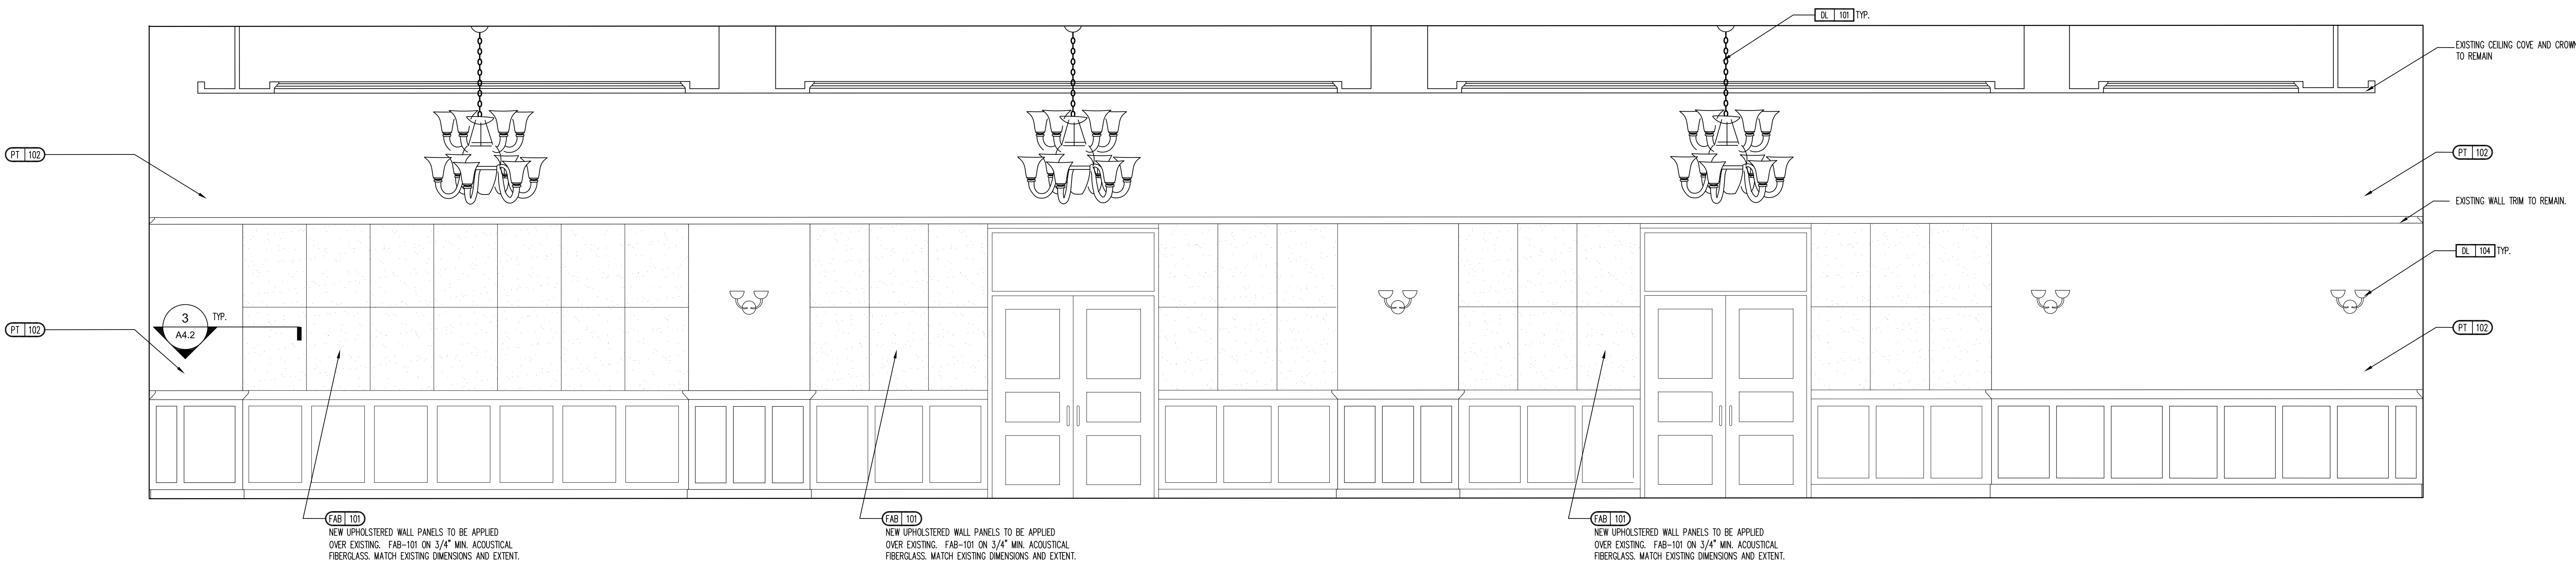 DL 101 TYP.
EXISTING CEILING COVE AND CROWN
TO REMAIN
PT 102
PT 102
EXISTING WALL TRIM TO REMAIN.
DL 104 TYP.
3 TYP.
A4.2
PT 102
PT 102
FAB 101
NEW UPHOLSTERED WALL PANELS TO BE APPLIED
OVER EXISTING. FAB-101 ON 3/4" MIN. ACOUSTICAL
FIBERGLASS. MATCH EXISTING DIMENSIONS AND EXTENT.
FAB 101
NEW UPHOLSTERED WALL PANELS TO BE APPLIED
OVER EXISTING. FAB-101 ON 3/4" MIN. ACOUSTICAL
FIBERGLASS. MATCH EXISTING DIMENSIONS AND EXTENT.
FAB 101
NEW UPHOLSTERED WALL PANELS TO BE APPLIED
OVER EXISTING. FAB-101 ON 3/4" MIN. ACOUSTICAL
FIBERGLASS. MATCH EXISTING DIMENSIONS AND EXTENT.